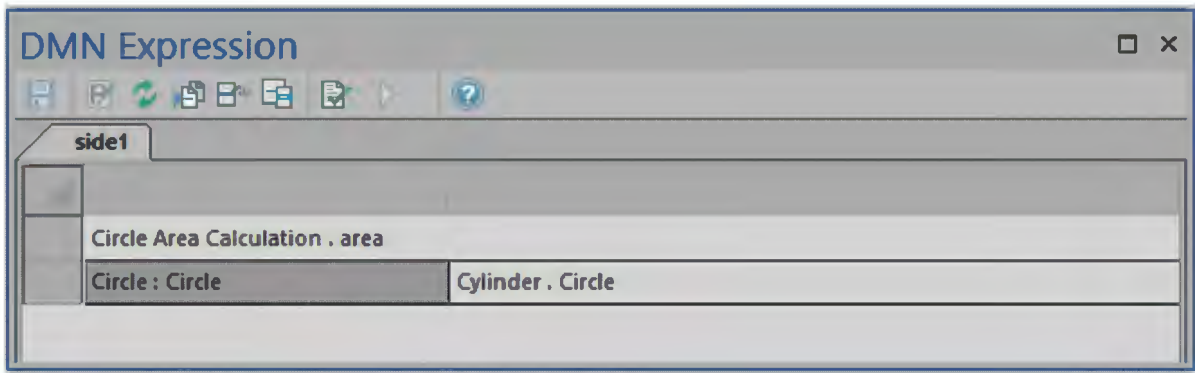 DMN Expression
side1
Circle Area Calculation . area
Circle : Circle
Cylinder . Circle